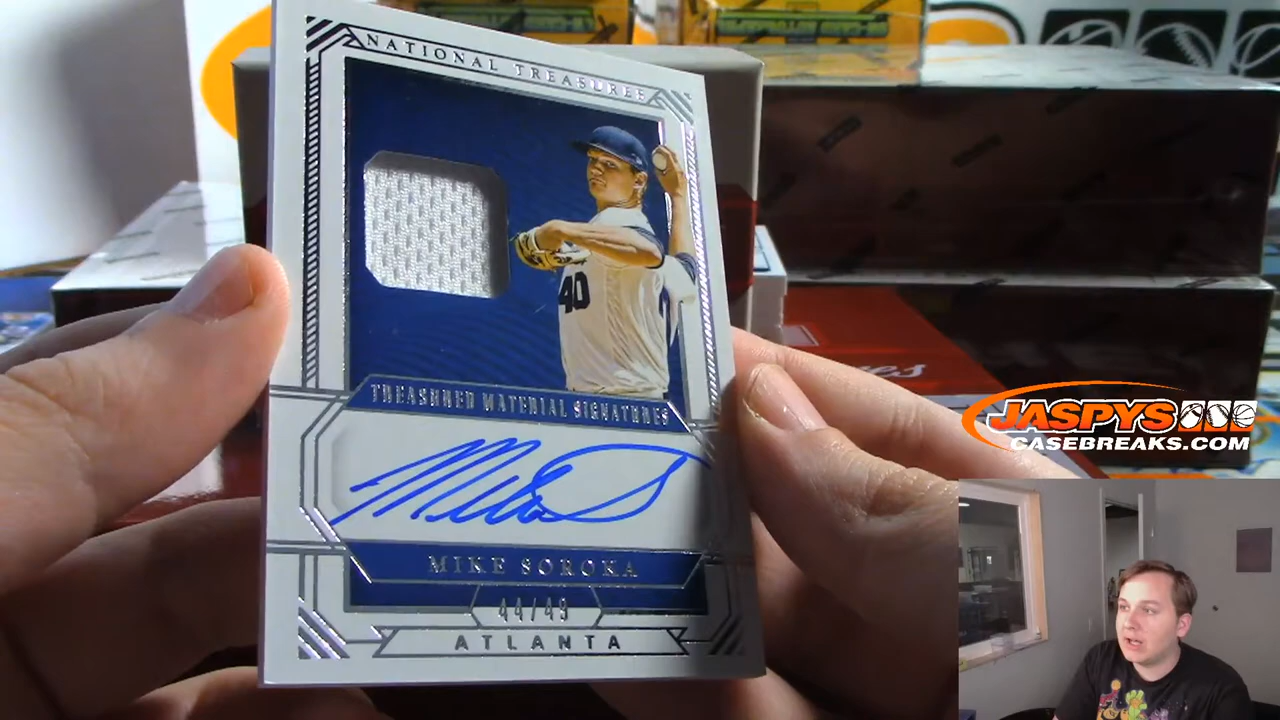 NATIONAL TREASURES
40
TREASURED MATERIAL SIGNATURES
MIKE SOROKA
44/49
ATLANTA
JASPYS
CASEBREAKS.COM